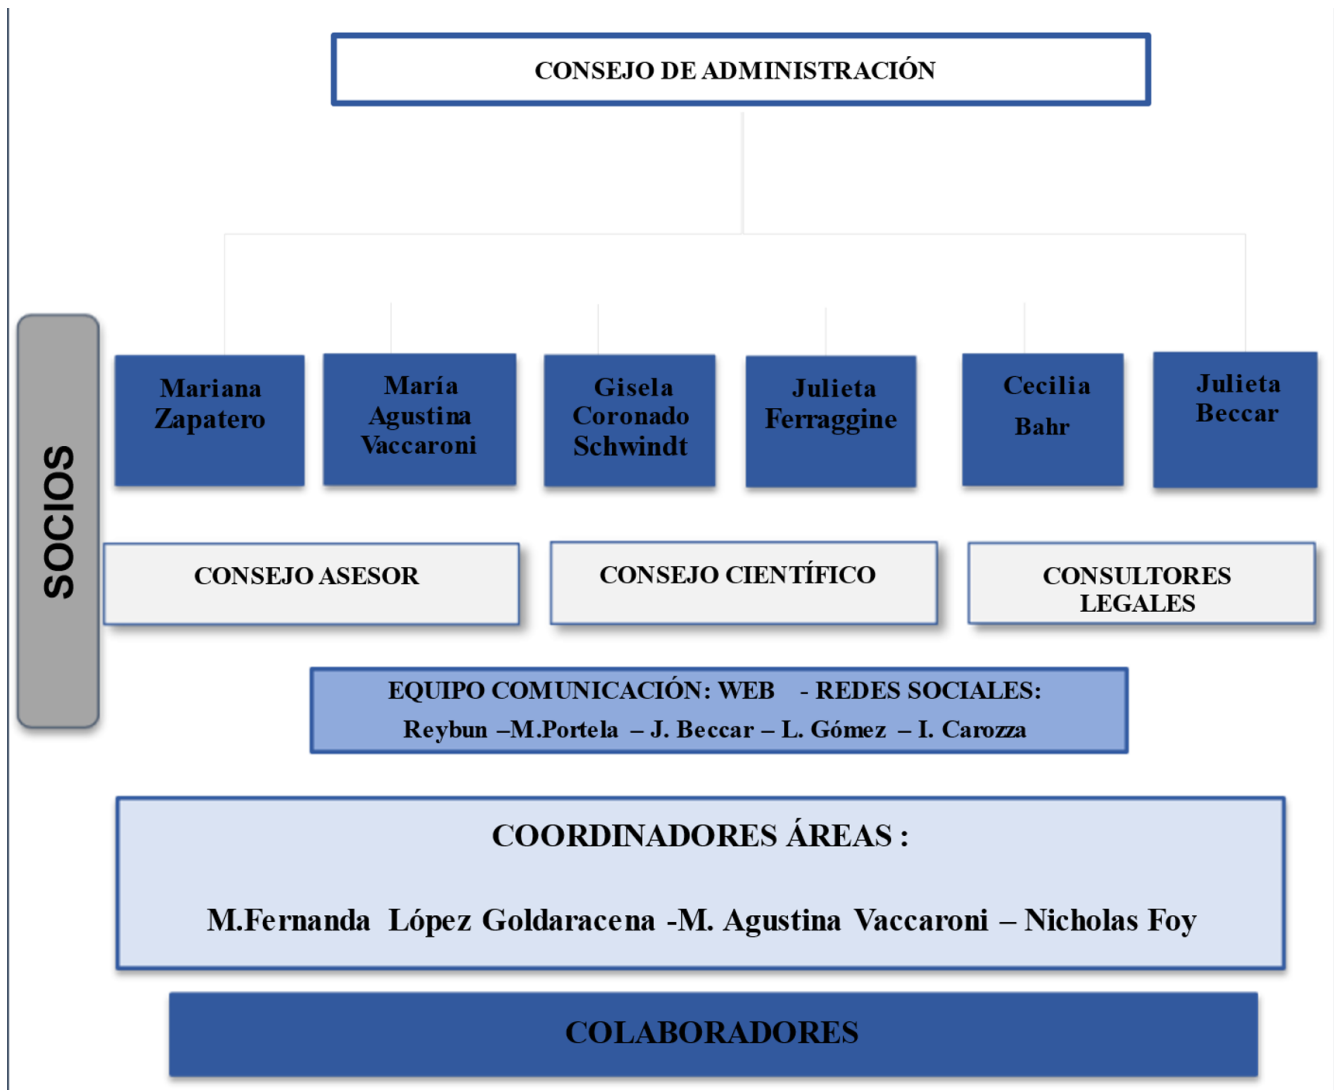 CONSEJO DE ADMINISTRACIÓN
SOCIOS
Mariana
Zapatero
María
Agustina
Vaccaroni
Gisela
Coronado
Schwindt
Julieta
Ferraggine
Cecilia
Bahr
Julieta
Beccar
CONSEJO ASESOR
CONSEJO CIENTÍFICO
CONSULTORES
LEGALES
EQUIPO COMUNICACIÓN: WEB - REDES SOCIALES:
Reybun –M.Portela – J. Beccar – L. Gómez – I. Carozza
COORDINADORES ÁREAS :
M.Fernanda López Goldaracena -M. Agustina Vaccaroni – Nicholas Foy
COLABORADORES